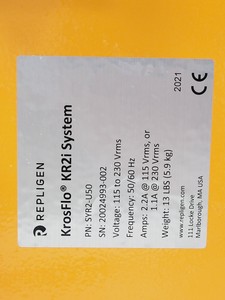 REPLIGEN
KrosFlo® KR2i System
PN: SYR2-U50
SN: 20024993-002
Voltage: 115 to 230 Vrms
Frequency: 50/60 Hz
Amps: 2.2A @ 115 Vrms, or
1.1A @ 230 Vrms
Weight:13 LBS (5.9 kg)
2021
CE
www.repligen.com
111 Locke Drive
Marlborough, MA USA